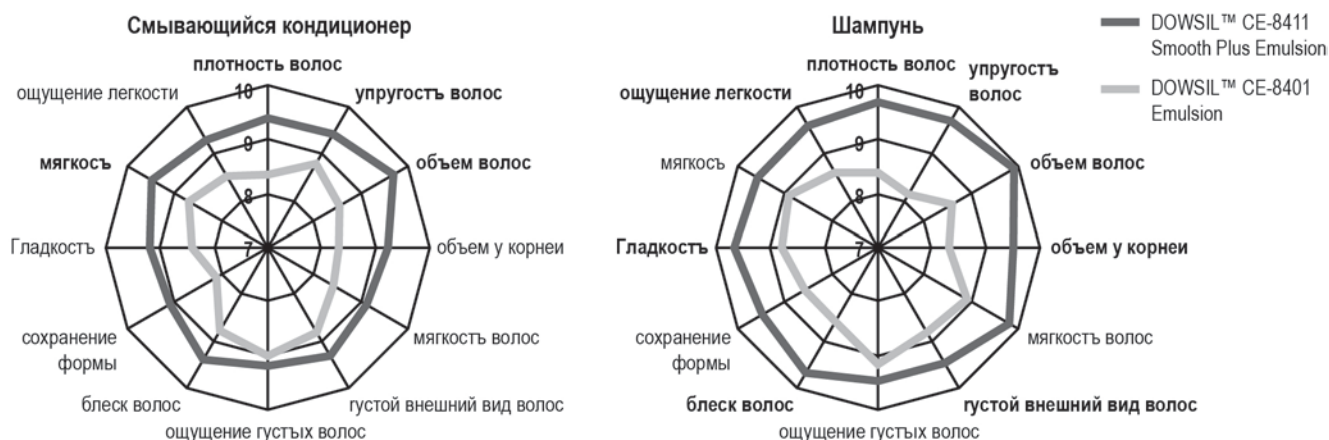 Смывающийся кондиционер
плотность волос
ощущение легкости
упругостъ волос
мягкосъ
объем волос
Гладкостъ
объем у корнеи
сохранение
формы
мягкостъ волос
блеск волос
густой внешний вид волос
ощущение густъıх волос
10
9
8
7
Шампунь
плотность волос
ощущение легкости
упругостъ
волос
мягкосъ
объем волос
Гладкостъ
объем у корнеи
сохранение
формы
мягкостъ волос
блеск волос
густой внешний вид волос
ощущение густъıх волос
10
9
8
7
DOWSIL™ CE-8411
Smooth Plus Emulsion
DOWSIL™ CE-8401
Emulsion